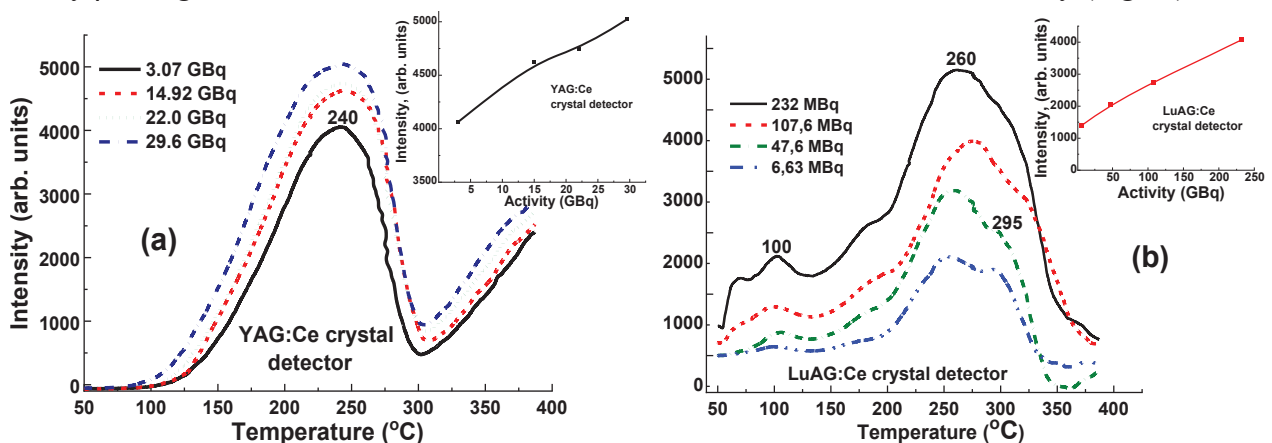 3.07 GBq
14.92 GBq
22.0 GBq
29.6 GBq
240
(a)
YAG:Ce crystal
detector
Intensity (arb. units)
5000
4000
3000
2000
1000
0
50 100 150 200 250 300 350 400
Temperature (°C)
Intensity, (arb. units)
5000
4500
4000
3500
YAG:Ce
crystal detector
0 5 10 15 20 25 30
Activity (GBq)
232 MBq
107,6 MBq
47,6 MBq
6,63 MBq
260
295
100
(b)
LuAG:Ce crystal detector
5000
4000
3000
2000
1000
0
50 100 150 200 250 300 350 400
Temperature (°C)
Intensity, (arb. units)
4000
3000
2000
1000
0
LuAG:Ce
crystal detector
50 100 150 200 250
Activity (GBq)